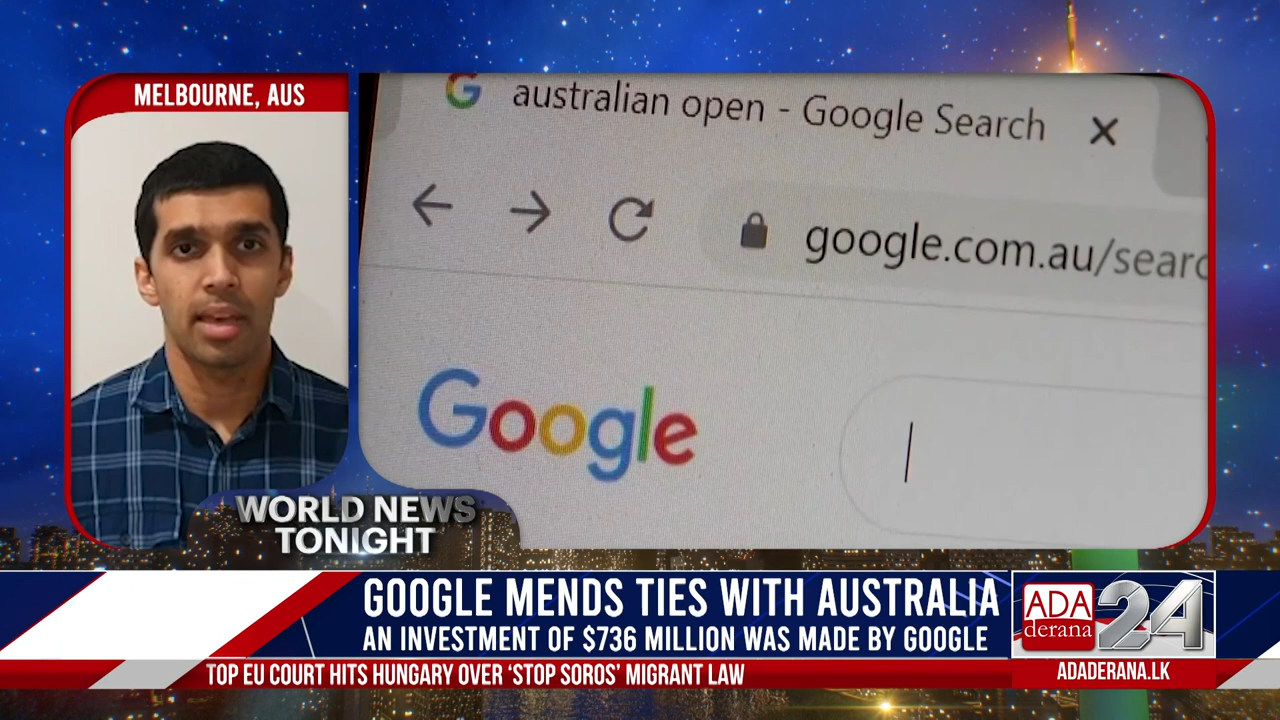 MELBOURNE, AUS
australian open - Google Search
google.com.au/searc
Google
WORLD NEWS
TONIGHT
GOOGLE MENDS TIES WITH AUSTRALIA
AN INVESTMENT OF $736 MILLION WAS MADE BY GOOGLE
ADA
derana
24
TOP EU COURT HITS HUNGARY OVER ‘STOP SOROS’ MIGRANT LAW
ADADERANA.LK